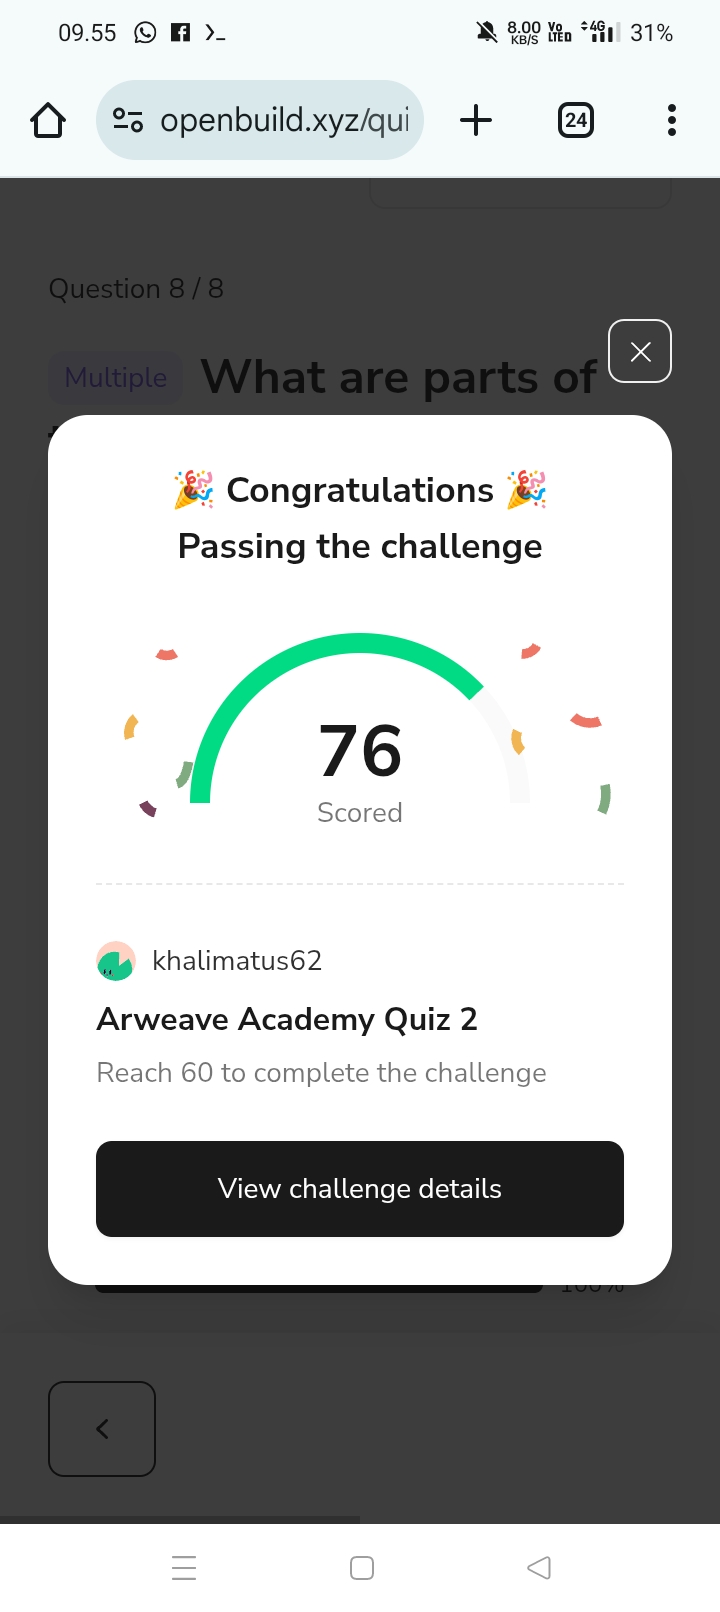 09.55 8.00 KB/S Vo LTED 4G 31%
openbuild.xyz/qui 24
Question 8 / 8
Multiple What are parts of
🎉 Congratulations 🎉
Passing the challenge
76
Scored
khalimatus62
Arweave Academy Quiz 2
Reach 60 to complete the challenge
View challenge details
100%